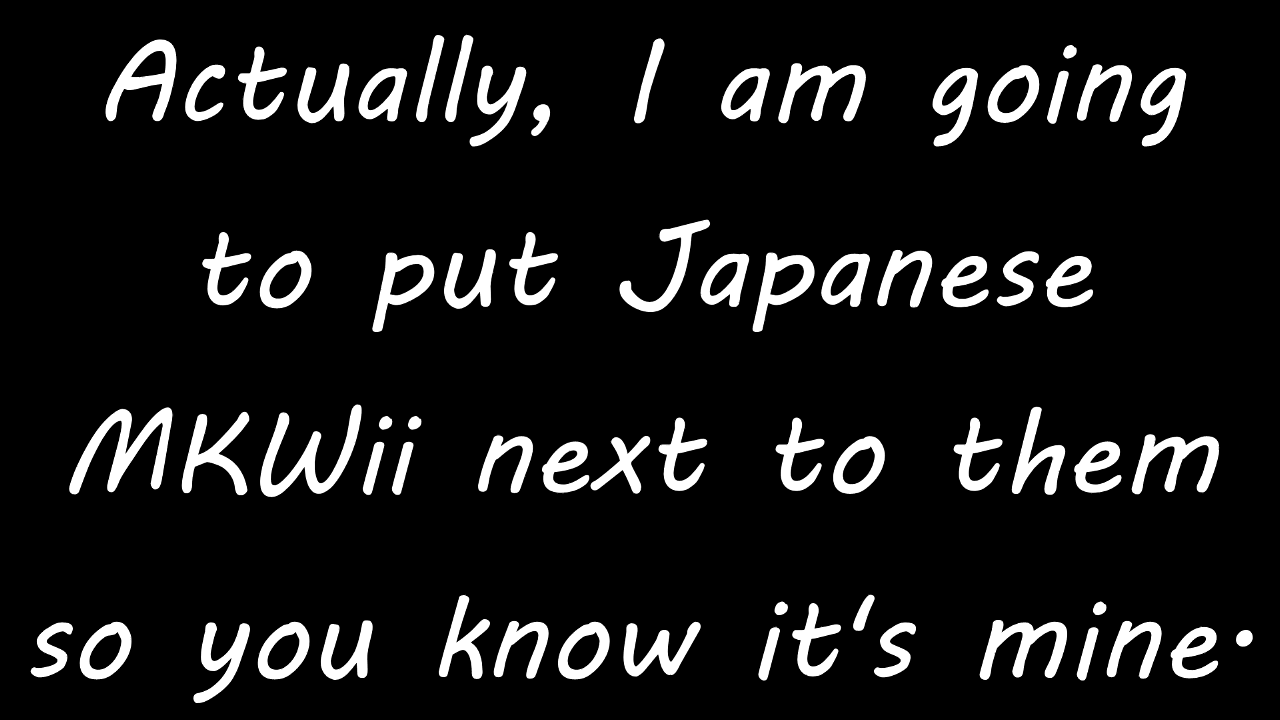 Actually, I am going
to put Japanese
MKWii next to them
so you know it's mine.